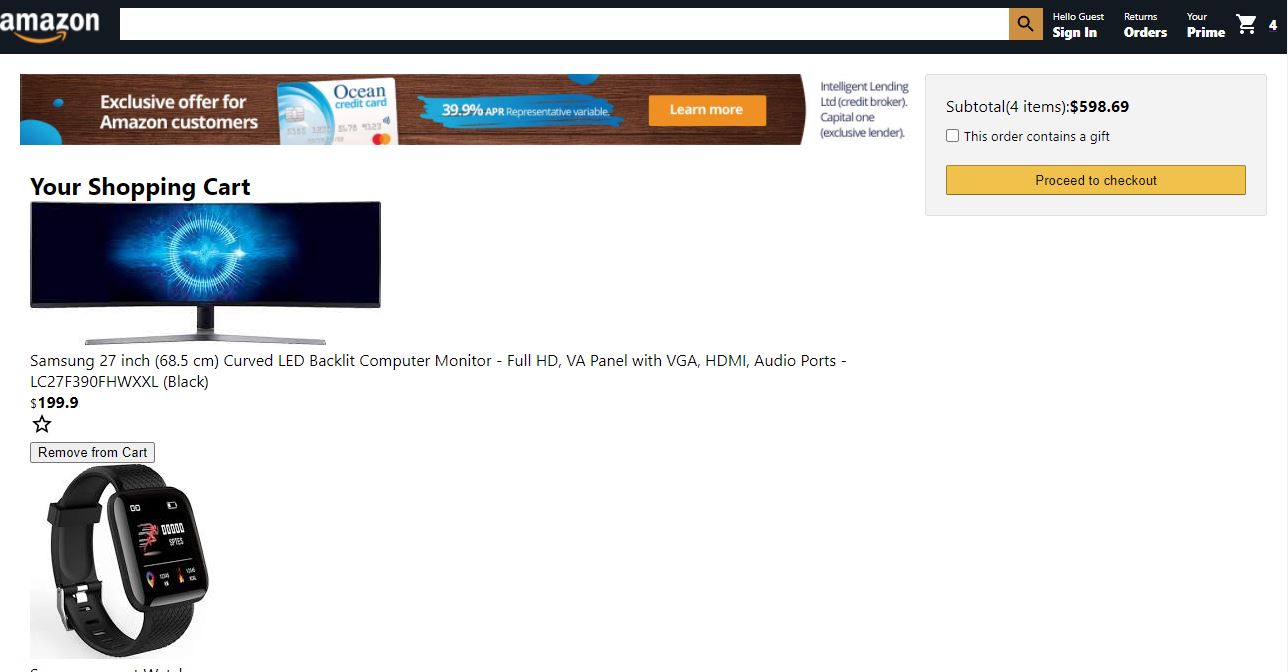 amazon
Hello Guest
Sign In
Returns
Orders
Your
Prime
4
Exclusive offer for
Amazon customers
Ocean
credit card
39.9% APR Representative variable.
Learn more
Intelligent Lending
Ltd (credit broker).
Capital one
(exclusive lender).
Subtotal(4 items):$598.69
This order contains a gift
Proceed to checkout
Your Shopping Cart
Samsung 27 inch (68.5 cm) Curved LED Backlit Computer Monitor - Full HD, VA Panel with VGA, HDMI, Audio Ports -
LC27F390FHWXXL (Black)
$199.9
Remove from Cart
00000